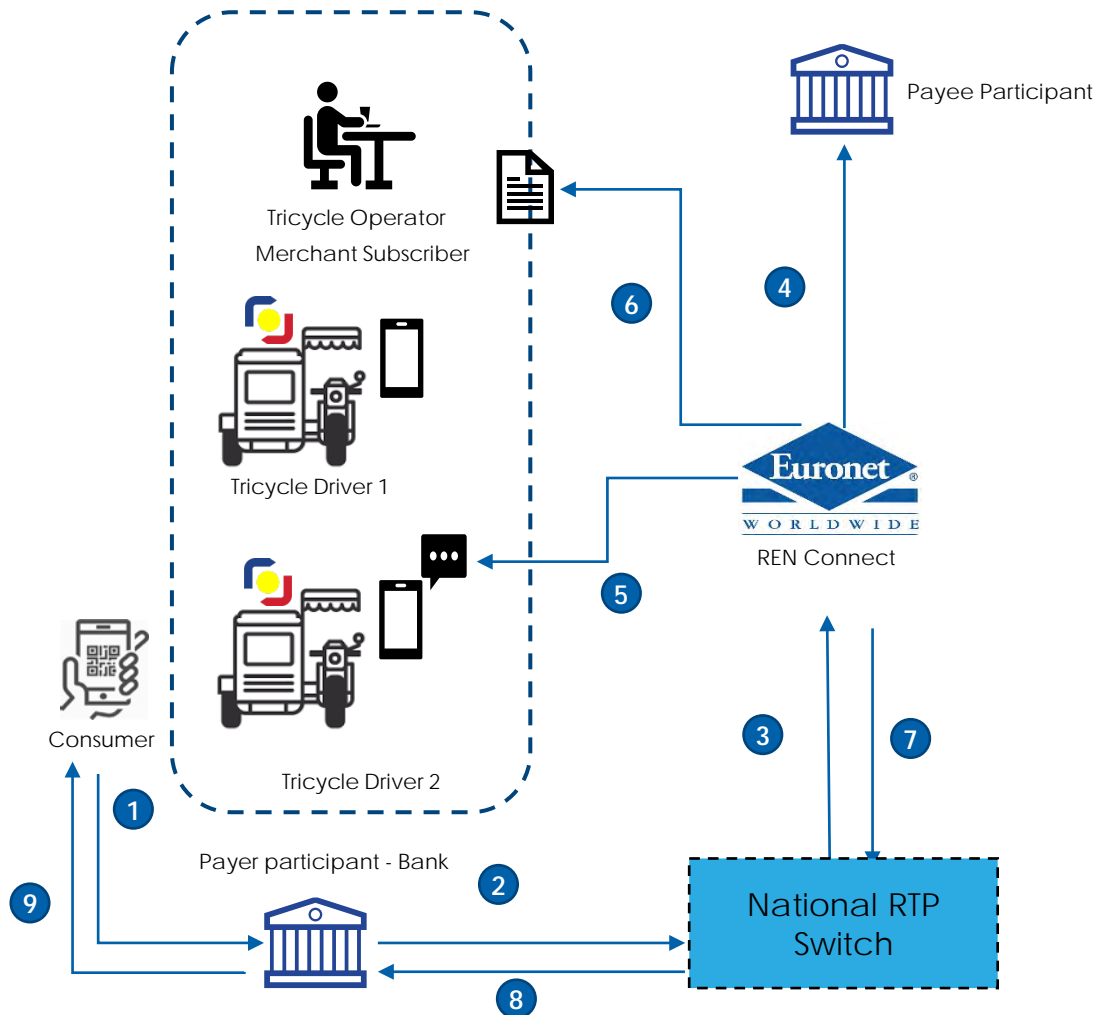 Payee Participant
Tricycle Operator
Merchant Subscriber
4
6
Euronet
®
WORLDWIDE
REN Connect
Tricycle Driver 1
5
Consumer
3
7
Tricycle Driver 2
1
Payer participant - Bank
2
9
National RTP
Switch
8